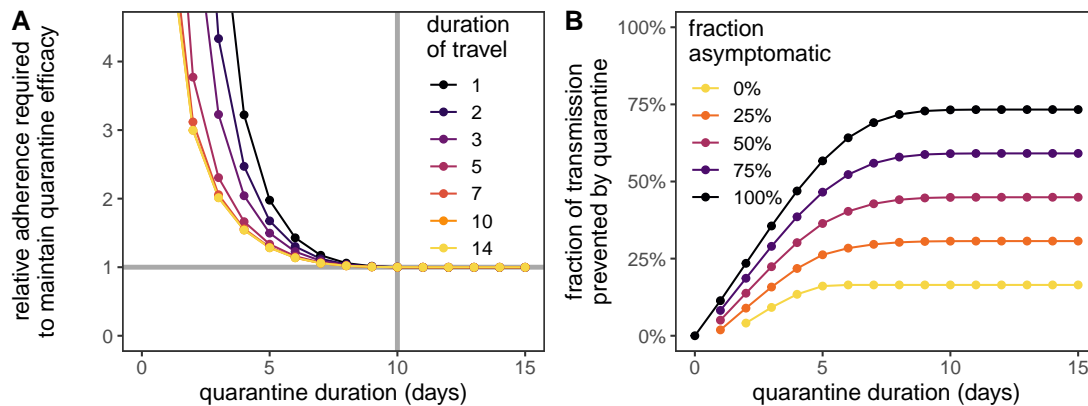 A
relative adherence required
to maintain quarantine efficacy
4
3
2
1
0
duration
of travel
1
2
3
5
7
10
14
0
5
10
15
quarantine duration (days)
B
fraction of transmission
prevented by quarantine
100%
75%
50%
25%
0%
fraction
asymptomatic
0%
25%
50%
75%
100%
0
5
10
15
quarantine duration (days)